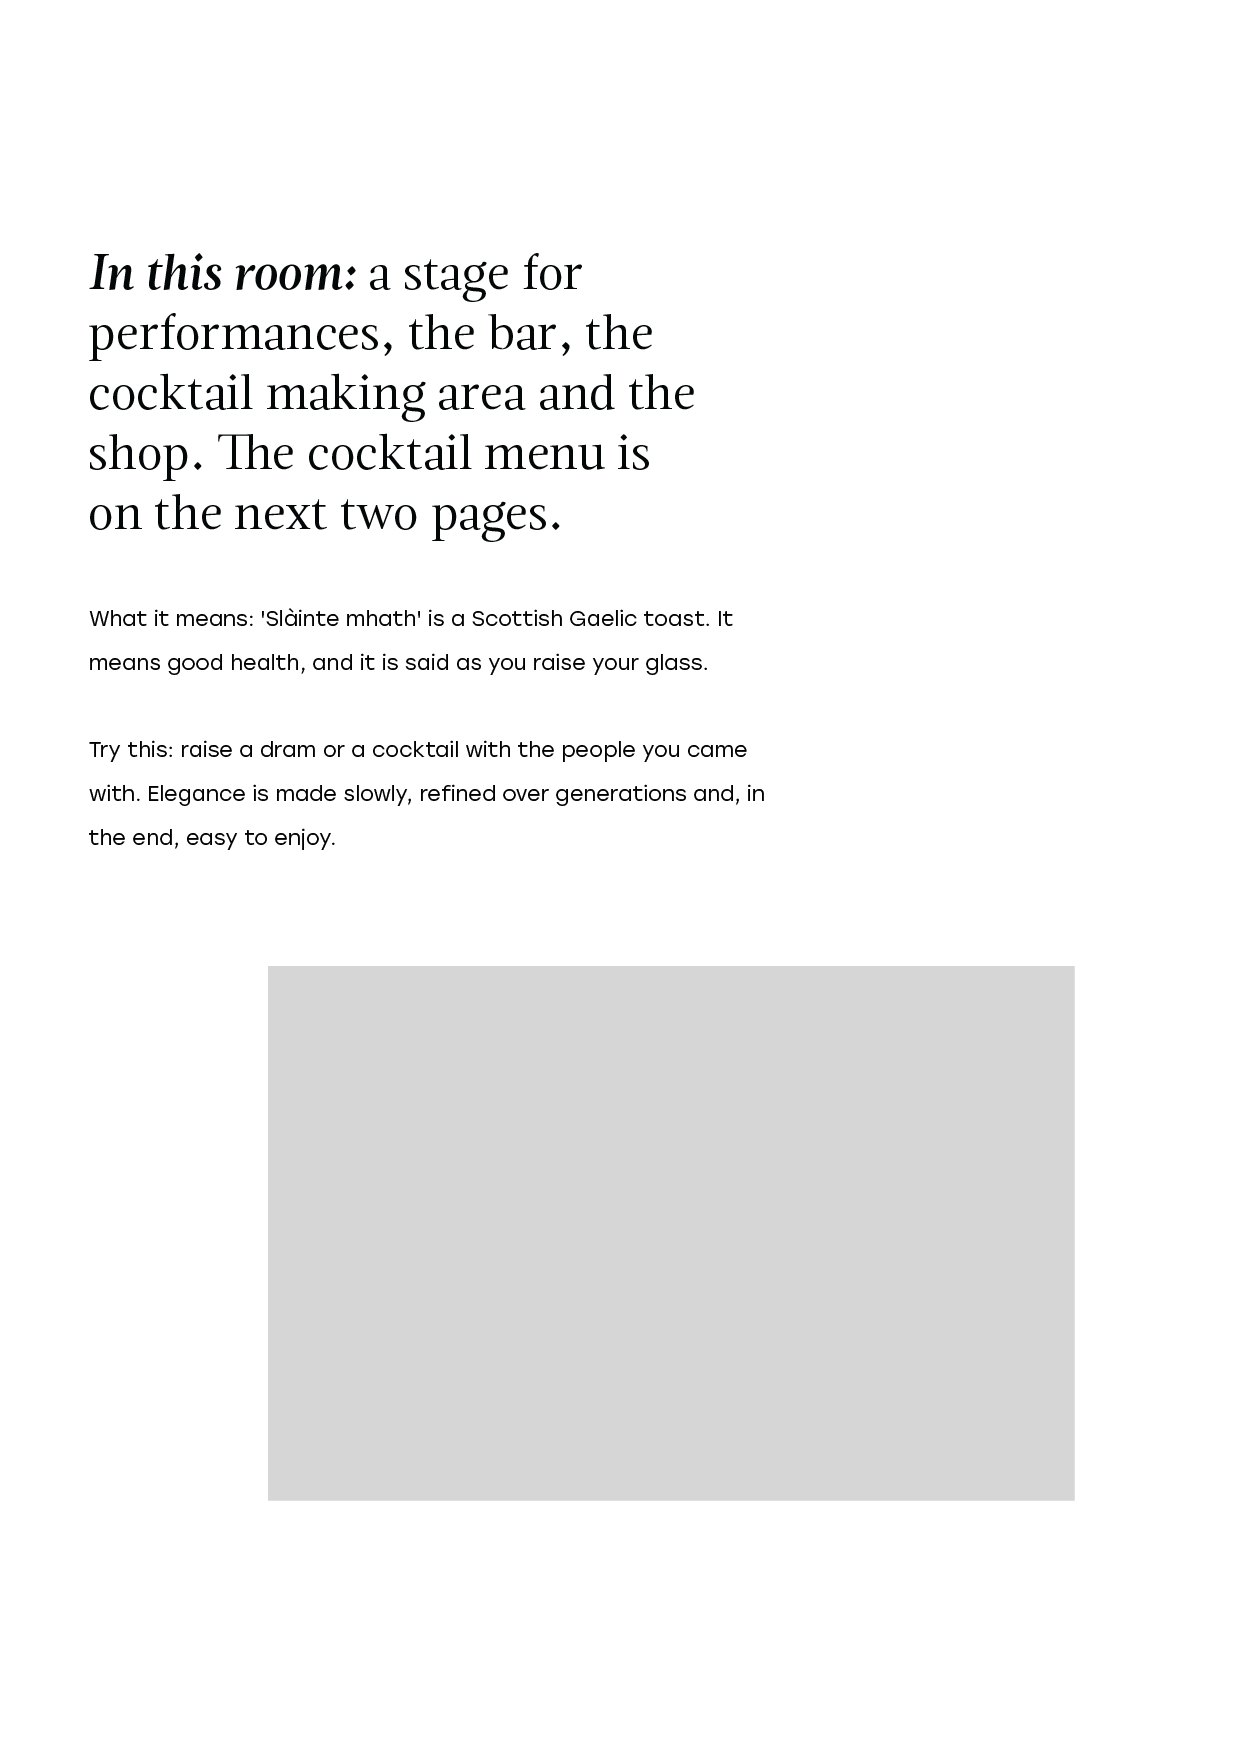 In this room: a stage for
performances, the bar, the
cocktail making area and the
shop. The cocktail menu is
on the next two pages.
What it means: 'Slàinte mhath' is a Scottish Gaelic toast. It
means good health, and it is said as you raise your glass.
Try this: raise a dram or a cocktail with the people you came
with. Elegance is made slowly, refined over generations and, in
the end, easy to enjoy.